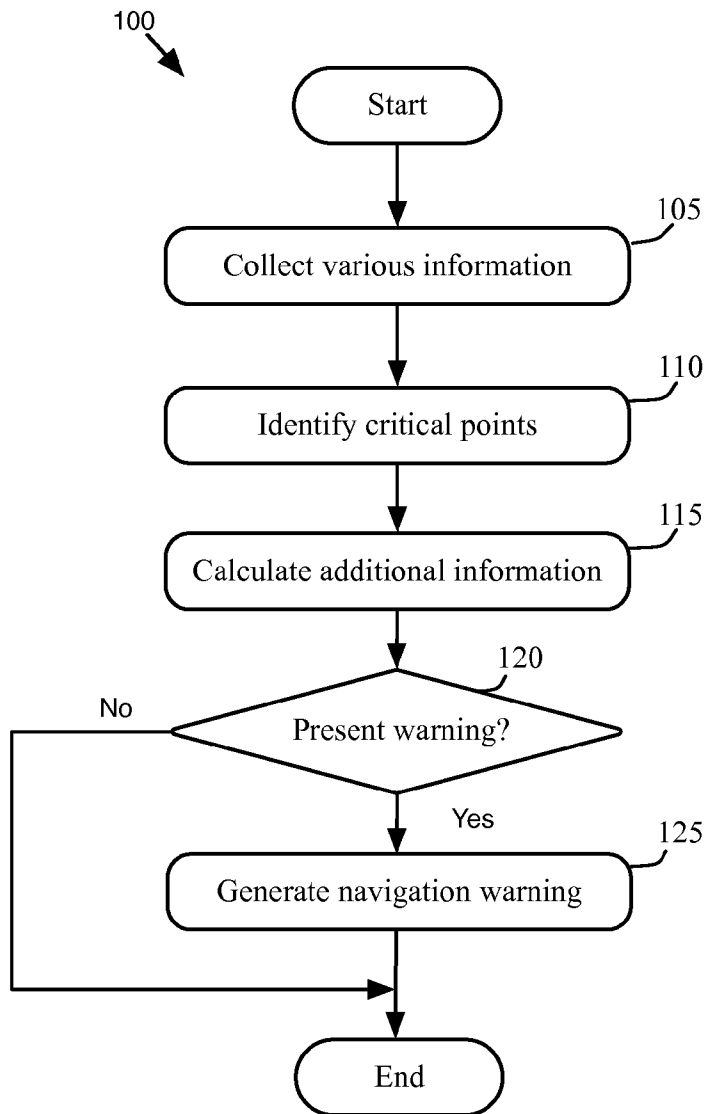 100
Start
105
Collect various information
110
Identify critical points
115
Calculate additional information
120
No
Present warning?
Yes
125
Generate navigation warning
End